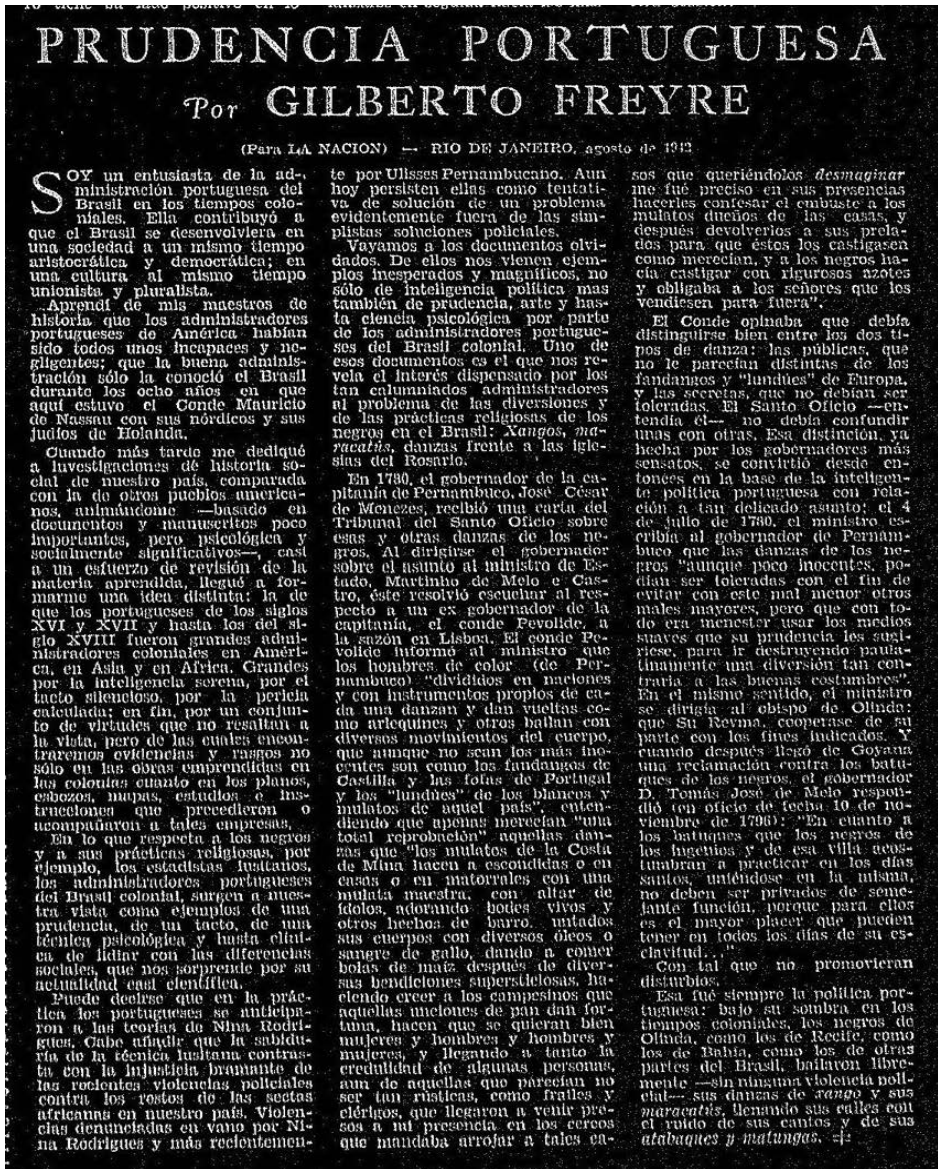 PRUDENCIA PORTUGUESA
Por GILBERTO FREYRE
(Para LA NACION) — RIO DE JANEIRO, agosto de 1942
SOY un entusiasta de la ad-
ministración portuguesa del
Brasil en los tiempos colo-
niales. Ella contribuyó a
que el Brasil se desenvolviera en
una sociedad a un mismo tiempo
aristocrática y democrática; en
una cultura al mismo tiempo
unionista y pluralista.
Aprendí de mis maestros de
historia que los administradores
portugueses de América habían
sido todos unos incapaces y ne-
gligentes; que la buena adminis-
tración sólo la conoció el Brasil
durante los ocho años en que
aquí estuvo el Conde Mauricio
de Nassau con sus nórdicos y sus
judíos de Holanda.
Cuando más tarde me dediqué
a investigaciones de historia so-
cial de nuestro país, comparada
con la de otros pueblos america-
nos, animándome —basado en
documentos y manuscritos poco
importantes, pero psicológica y
socialmente significativos—, casi
a un esfuerzo de revisión de la
materia aprendida, llegué a for-
marme una idea distinta: la de
que los portugueses de los siglos
XVI y XVII y hasta los del si-
glo XVIII fueron grandes admi-
nistradores coloniales en Améri-
ca, en Asia y en Africa. Grandes
por la inteligencia serena, por el
tacto silencioso, por la pericia
calculada; en fin, por un conjun-
to de virtudes que no resaltan a
la vista, pero de las cuales encon-
traremos evidencias y rasgos no
sólo en las obras emprendidas en
las colonias cuanto en los planos,
esbozos, mapas, estudios e ins-
trucciones que precedieron o
acompañaron a tales empresas.
En lo que respecta a los negros
y a sus prácticas religiosas, por
ejemplo, los estadistas lusitanos,
los administradores portugueses
del Brasil colonial, surgen a nues-
tra vista como ejemplos de una
prudencia, de un tacto, de una
técnica psicológica y hasta clíni-
ca de lidiar con las diferencias
sociales, que nos sorprende por su
actualidad casi científica.
Puede decirse que en la prác-
tica los portugueses se anticipa-
ron a las teorías de Nina Rodri-
gues. Cabe añadir que la sabidu-
ría de la técnica lusitana contras-
ta con la injusticia bramante de
las recientes violencias policiales
contra los restos de las sectas
africanas en nuestro país. Violen-
cias denunciadas en vano por Ni-
na Rodrigues y más recientemen-
te por Ulisses Pernambucano. Aun
hoy persisten ellas como tentati-
va de solución de un problema
evidentemente fuera de las sim-
plistas soluciones policiales.
Vayamos a los documentos olvi-
dados. De ellos nos vienen ejem-
plos inesperados y magníficos, no
sólo de inteligencia política mas
también de prudencia, arte y has-
ta ciencia psicológica por parte
de los administradores portugue-
ses del Brasil colonial. Uno de
esos documentos es el que nos re-
vela el interés dispensado por los
tan calumniados administradores
al problema de las diversiones y
de las prácticas religiosas de los
negros en el Brasil: Xangos, ma-
racatús, danzas frente a las igle-
sias del Rosario.
En 1780, el gobernador de la ca-
pitanía de Pernambuco, José César
de Menezes, recibió una carta del
Tribunal del Santo Oficio sobre
esas y otras danzas de los ne-
gros. Al dirigirse el gobernador
sobre el asunto al ministro de Es-
tado, Martinho de Melo e Cas-
tro, éste resolvió escuchar al res-
pecto a un ex gobernador de la
capitanía, el conde Pevolide, a
la sazón en Lisboa. El conde Pe-
volide informó al ministro que
los hombres de color (de Per-
nambuco) "divididos en naciones
y con instrumentos propios de ca-
da una danzan y dan vueltas co-
mo arlequines y otros bailan con
diversos movimientos del cuerpo,
que aunque no sean los más ino-
centes son como los fandangos de
Castilla y las fofas de Portugal
y los "lundúes" de los blancos y
mulatos de aquel país", enten-
diendo que apenas merecían "una
total reprobación" aquellas dan-
zas que "los mulatos de la Costa
de Mina hacen a escondidas o en
casas o en matorrales con una
mulata maestra, con altar de
ídolos, adorando bodes vivos y
otros hechos de barro, untados
sus cuerpos con diversos óleos o
sangre de gallo, dando a comer
bolas de maíz después de diver-
sas bendiciones supersticiosas, ha-
ciendo creer a los campesinos que
aquellas unciones de pan dan for-
tuna, hacen que se quieran bien
mujeres y hombres y hombres y
mujeres, y llegando a tanto la
credulidad de algunas personas,
aun de aquellas que parecían no
ser tan rústicas, como frailes y
clérigos, que llegaron a venir pre-
sos a mi presencia en los cercos
que mandaba arrojar a tales ca-
sos que queriéndolos desmaginar
me fué preciso en sus presencias
hacerles confesar el embuste a los
mulatos dueños de las casas, y
después devolverlos a sus prela-
dos para que éstos los castigasen
como merecían, y a los negros ha-
cía castigar con rigurosos azotes
y obligaba a los señores que los
vendiesen para fuera".
El Conde opinaba que debía
distinguirse bien entre los dos ti-
pos de danza: las públicas, que
no le parecían distintas de los
fandangos y "lundúes" de Europa,
y las secretas, que no debían ser
toleradas. El Santo Oficio —en-
tendía él— no debía confundir
unas con otras. Esa distinción, ya
hecha por los gobernadores más
sensatos, se convirtió desde en-
tonces en la base de la inteligen-
te política portuguesa con rela-
ción a tan delicado asunto: el 4
de julio de 1780, el ministro es-
cribía al gobernador de Pernam-
buco que las danzas de los ne-
gros "aunque poco inocentes, po-
dían ser toleradas con el fin de
evitar con este mal menor otros
males mayores, pero que con to-
do era menester usar los medios
suaves que su prudencia les sugi-
riese, para ir destruyendo paula-
tinamente una diversión tan con-
traria a las buenas costumbres".
En el mismo sentido, el ministro
se dirigía al obispo de Olinda:
que Su Revma. cooperase de su
parte con los fines indicados. Y
cuando después llegó de Goyana
una reclamación contra los batu-
ques de los negros, el gobernador
D. Tomás José de Melo respon-
dió (en oficio de fecha 10 de no-
viembre de 1796): "En cuanto a
los batuques que los negros de
los ingenios y de esa villa acos-
tumbran a practicar en los días
santos, uniéndose en la misma,
no deben ser privados de seme-
jante función, porque para ellos
es el mayor placer que pueden
tener en todos los días de su es-
clavitud..."
Con tal que no promovieran
disturbios.
Esa fué siempre la política por-
tuguesa: bajo su sombra en los
tiempos coloniales, los negros de
Olinda, como los de Recife, como
los de Bahía, como los de otras
partes del Brasil, bailaron libre-
mente —sin ninguna violencia poli-
cial— sus danzas de xango y sus
maracatús, llenando sus calles con
el ruido de sus cantos y de sus
atabaques y matungas.